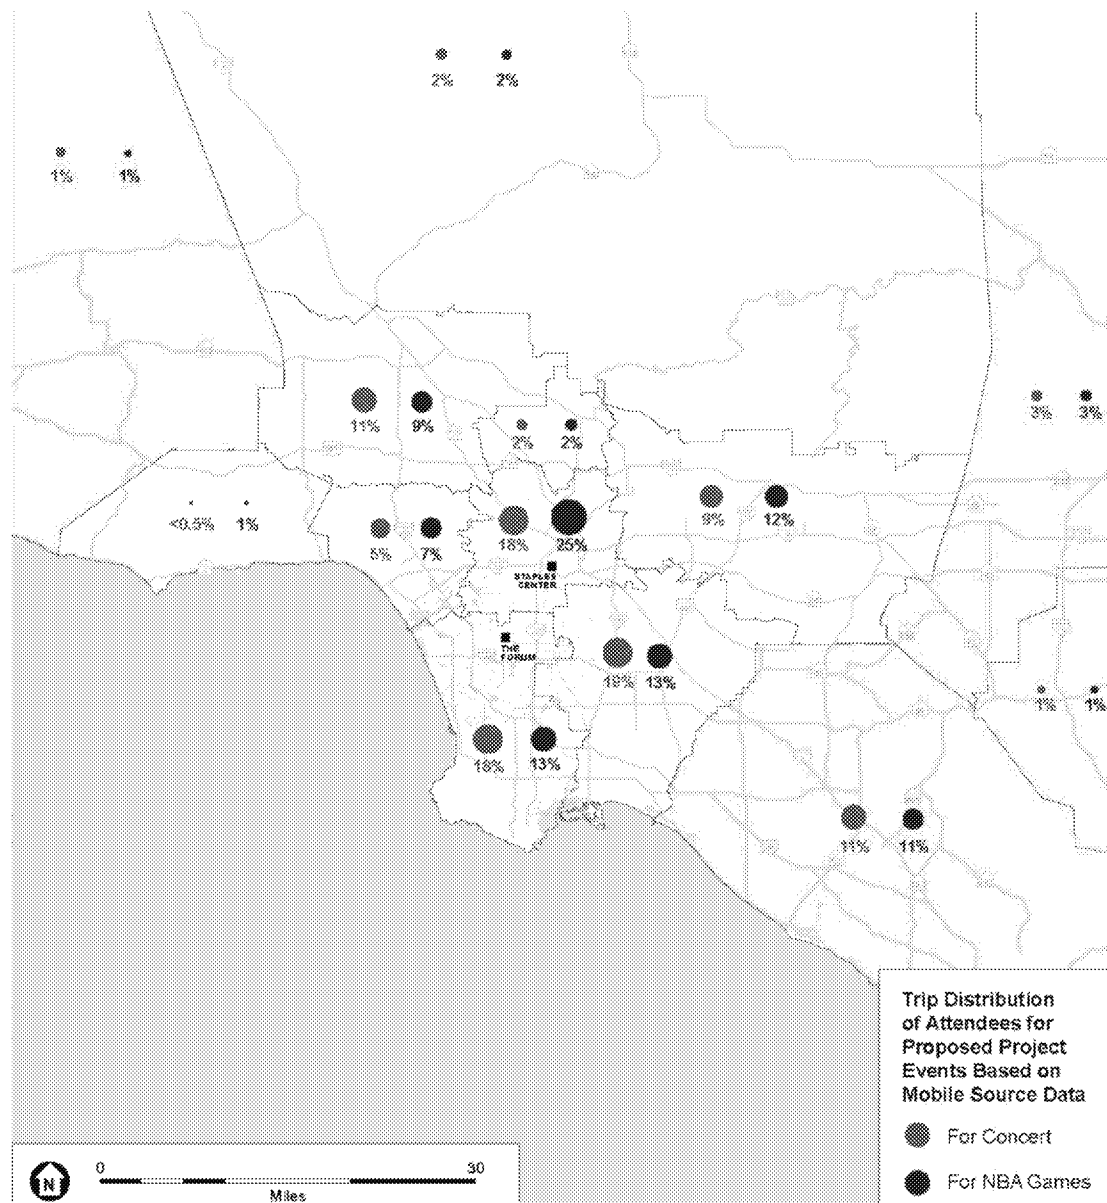 2% 2%
1% 1%
11% 9%
2% 2%
3% 3%
9% 12%
<0.5% 1%
5% 7%
18% 25%
STAPLES
CENTER
THE
FORUM
19% 13%
1% 1%
18% 13%
11% 11%
Trip Distribution
of Attendees for
Proposed Project
Events Based on
Mobile Source Data
For Concert
For NBA Games
N
0 30
Miles